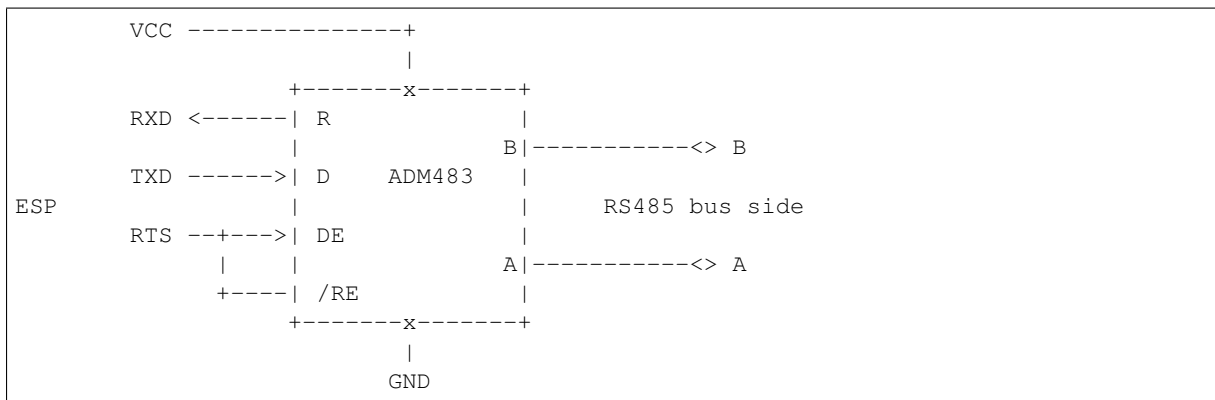 VCC ---------------+
|
+-------x-------+
RXD <------| R |
| B|-----------<> B
TXD ------>| D ADM483 |
ESP | | RS485 bus side
RTS --+--->| DE |
| | A|-----------<> A
+----| /RE |
+-------x-------+
|
GND